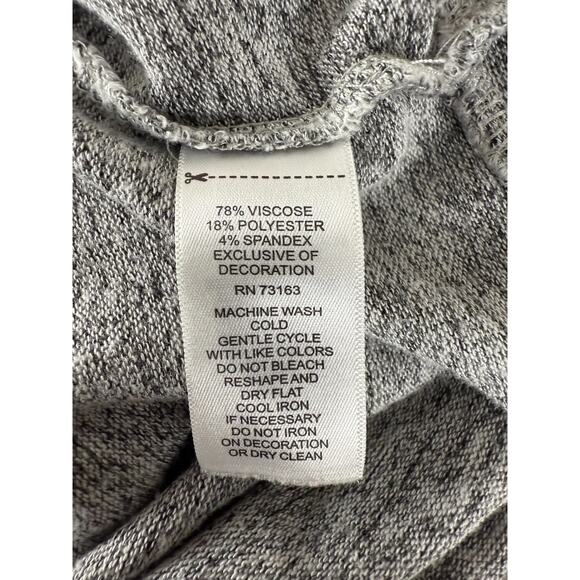 78% VISCOSE
18% POLYESTER
4% SPANDEX
EXCLUSIVE OF
DECORATION
RN 73163
MACHINE WASH
COLD
GENTLE CYCLE
WITH LIKE COLORS
DO NOT BLEACH
RESHAPE AND
DRY FLAT
COOL IRON
IF NECESSARY
DO NOT IRON
ON DECORATION
OR DRY CLEAN